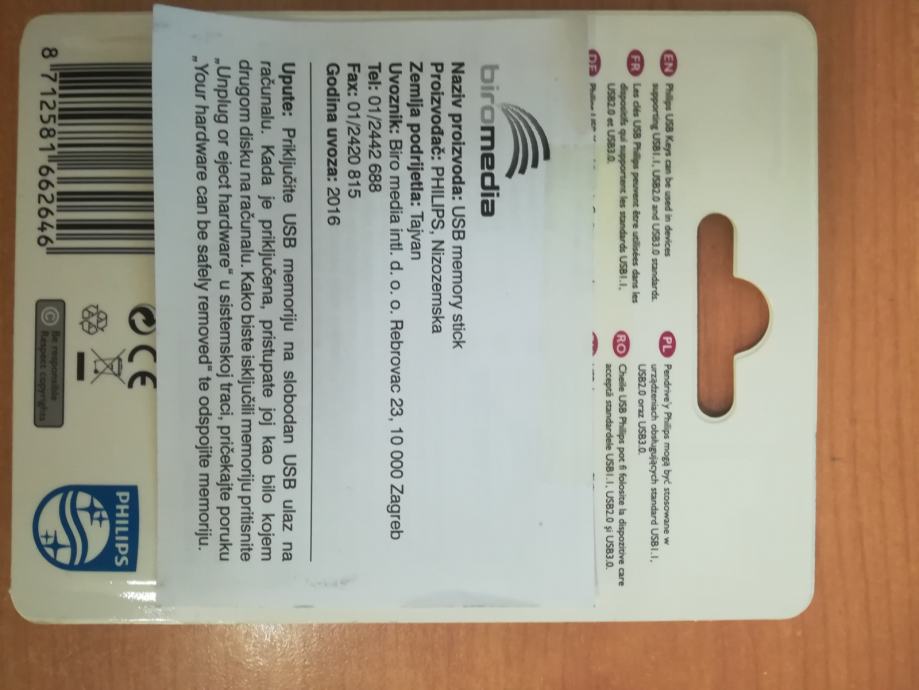 EN Philips USB Keys can be used in devices
supporting USB1.1, USB2.0 and USB3.0 standards.
FR Les clés USB Philips peuvent être utilisées dans les
dispositifs qui supportent les standards USB1.1,
USB2.0 et USB3.0.
DE
PL Pendrive'y Philips mogą być stosowane w
urządzeniach obsługujących standard USB1.1,
USB2.0 oraz USB3.0.
RO Cheile USB Philips pot fi folosite la dispozitive care
acceptă standardele USB1.1, USB2.0 și USB3.0.
biromedia
Naziv proizvoda: USB memory stick
Proizvođač: PHILIPS, Nizozemska
Zemlja podrijetla: Tajvan
Uvoznik: Biro media intl. d. o. o. Rebrovac 23, 10 000 Zagreb
Tel: 01/2442 688
Fax: 01/2420 815
Godina uvoza: 2016
Upute: Priključite USB memoriju na slobodan USB ulaz na
računalu. Kada je priključena, pristupate joj kao bilo kojem
drugom disku na računalu. Kako biste isključili memoriju pritisnite
„Unplug or eject hardware“ u sistemskoj traci, pričekajte poruku
„Your hardware can be safely removed“ te odspojite memoriju.
8 712581 662646
CE
© Be responsible
Respect copyrights
PHILIPS